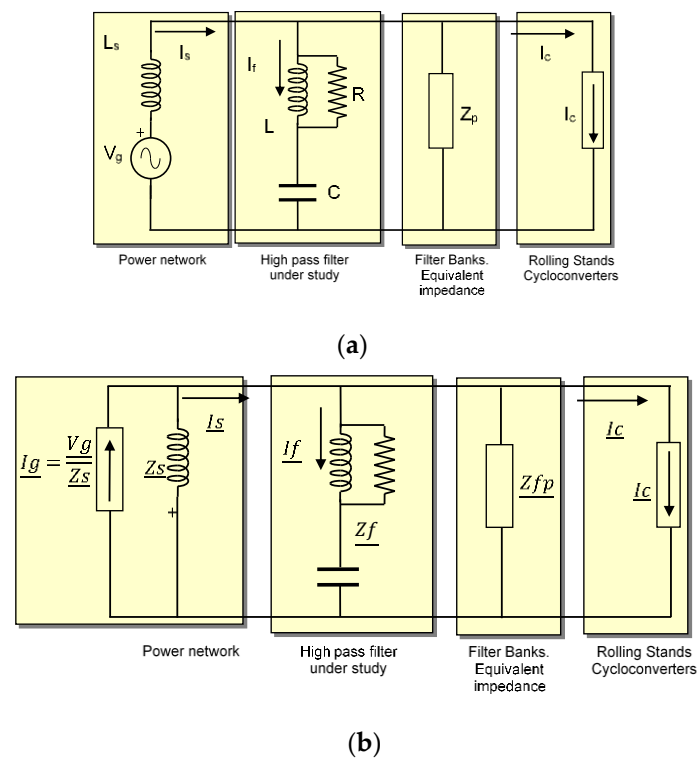 Ls
Is
If
R
L
C
Vg
+
Zp
Ic
Ic
Power network
High pass filter
under study
Filter Banks.
Equivalent
impedance
Rolling Stands
Cycloconverters
(a)
Ig = Vg/Zs
Zs
+
Is
If
Zf
Zfp
Ic
Ic
Power network
High pass filter
under study
Filter Banks.
Equivalent
impedance
Rolling Stands
Cycloconverters
(b)